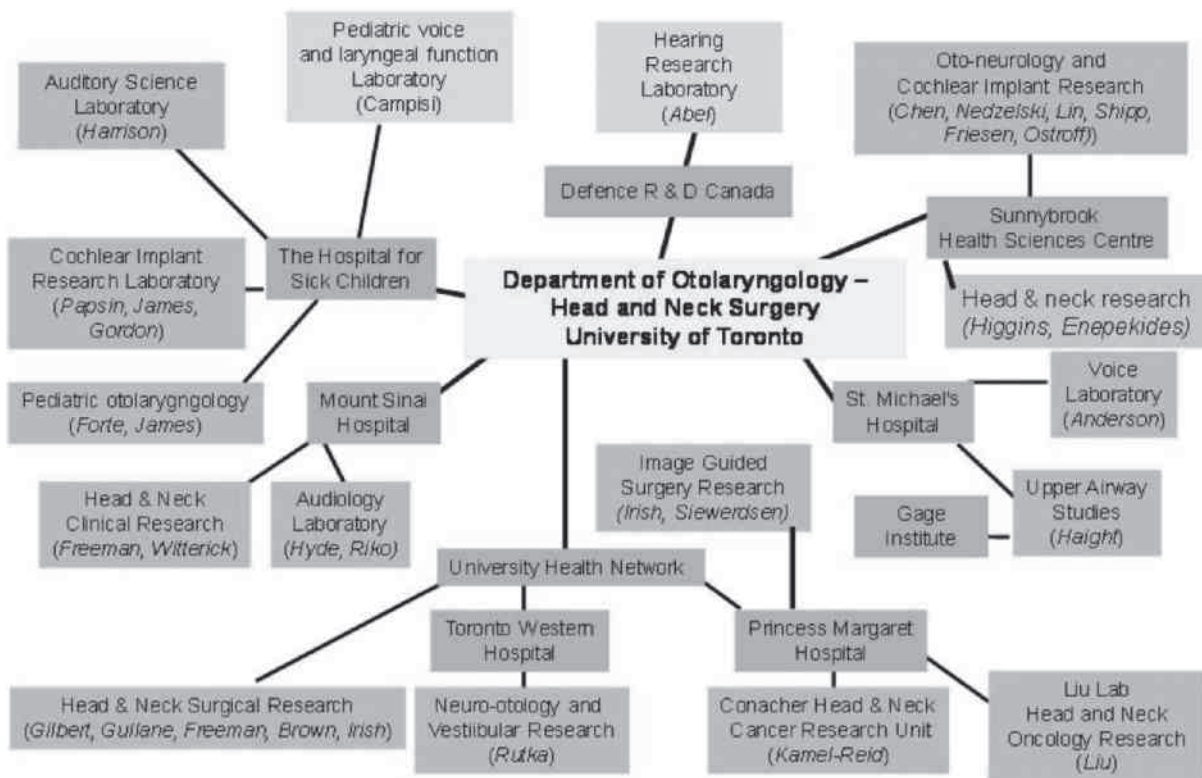 Pediatric voice
and laryngeal function
Laboratory
(Campisi)
Hearing
Research
Laboratory
(Abel)
Oto-neurology and
Cochlear Implant Research
(Chen, Nedzelski, Lin, Shipp,
Friesen, Ostroff))
Auditory Science
Laboratory
(Harrison)
Defence R & D Canada
Sunnybrook
Health Sciences Centre
Cochlear Implant
Research Laboratory
(Papsin, James,
Gordon)
The Hospital for
Sick Children
Department of Otolaryngology –
Head and Neck Surgery
University of Toronto
Head & neck research
(Higgins, Enepekides)
Pediatric otolarygngology
(Forte, James)
Mount Sinai
Hospital
St. Michael's
Hospital
Voice
Laboratory
(Anderson)
Head & Neck
Clinical Research
(Freeman, Witterick)
Audiology
Laboratory
(Hyde, Riko)
Image Guided
Surgery Research
(Irish, Siewerdsen)
Gage
Institute
Upper Airway
Studies
(Haight)
University Health Network
Toronto Western
Hospital
Princess Margaret
Hospital
Head & Neck Surgical Research
(Gilbert, Gullane, Freeman, Brown, Irish)
Neuro-otology and
Vestibular Research
(Rutka)
Conacher Head & Neck
Cancer Research Unit
(Kamel-Reid)
Liu Lab
Head and Neck
Oncology Research
(Liu)